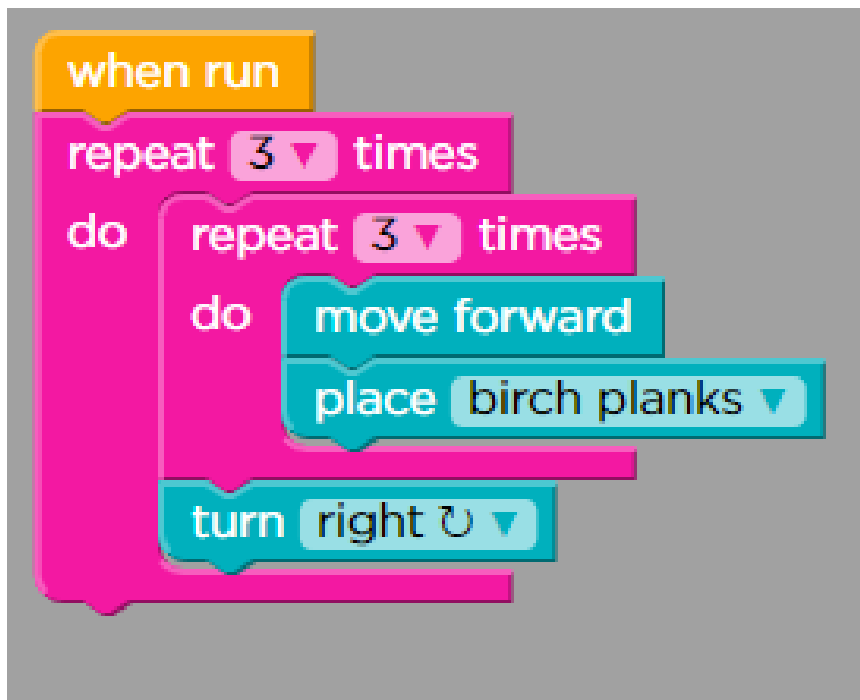 when run
repeat 3 ▼ times
do repeat 3 ▼ times
do move forward
place birch planks ▼
turn right ↻ ▼